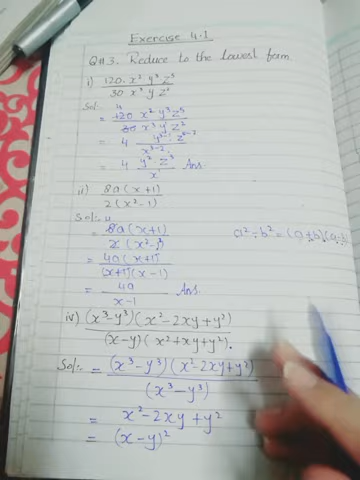 Exercise 4.1
Q#3. Reduce to the lowest form.
i) 120 x² y³ z⁵ / 30 x³ y z²
Sol:-
= 4 120 x² y³ z⁵ / 30 x³ y z²
= 4 y³⁻¹ z⁵⁻² / x³⁻²
= 4 y² z³ / x Ans.
ii) 8a(x+1) / 2(x²-1)
Sol:-
= 4 8a(x+1) / 2(x²-1) a²-b²=(a+b)(a-b)
= 4a(x+1) / (x+1)(x-1)
= 4a / x-1 Ans.
iv) (x³-y³)(x²-2xy+y²) / (x-y)(x²+xy+y²).
Sol:- = (x³-y³)(x²-2xy+y²) / (x³-y³)
= x²-2xy+y²
= (x-y)²